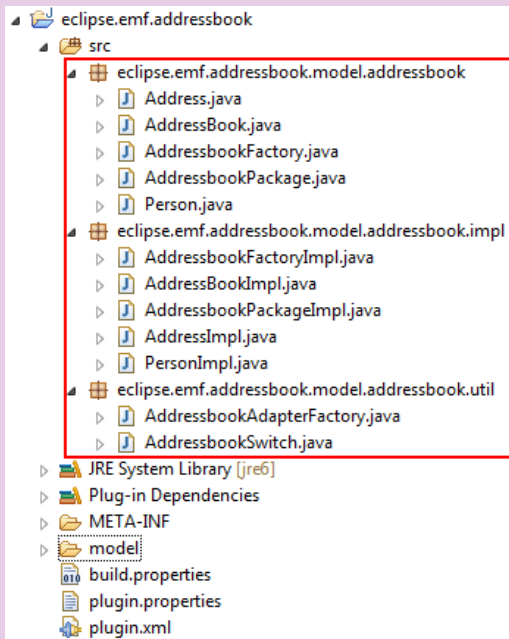 eclipse.emf.addressbook
src
eclipse.emf.addressbook.model.addressbook
Address.java
AddressBook.java
AddressbookFactory.java
AddressbookPackage.java
Person.java
eclipse.emf.addressbook.model.addressbook.impl
AddressbookFactoryImpl.java
AddressBookImpl.java
AddressbookPackageImpl.java
AddressImpl.java
PersonImpl.java
eclipse.emf.addressbook.model.addressbook.util
AddressbookAdapterFactory.java
AddressbookSwitch.java
JRE System Library [jre6]
Plug-in Dependencies
META-INF
model
build.properties
plugin.properties
plugin.xml